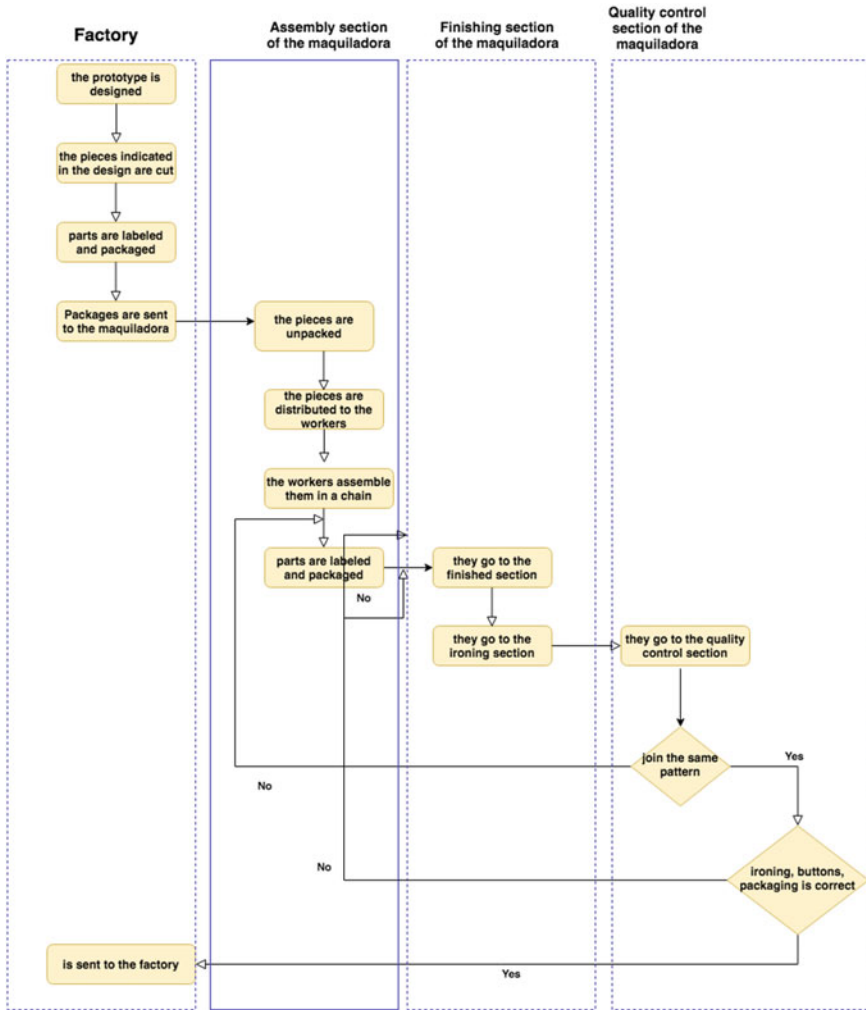 Factory
Assembly section
of the maquiladora
Finishing section
of the maquiladora
Quality control
section of the
maquiladora
the prototype is
designed
the pieces indicated
in the design are cut
parts are labeled
and packaged
Packages are sent
to the maquiladora
the pieces are
unpacked
the pieces are
distributed to the
workers
the workers assemble
them in a chain
parts are labeled
and packaged
No
they go to the
finished section
they go to the
ironing section
they go to the quality
control section
join the same
pattern
Yes
No
ironing, buttons,
packaging is correct
No
is sent to the factory
Yes